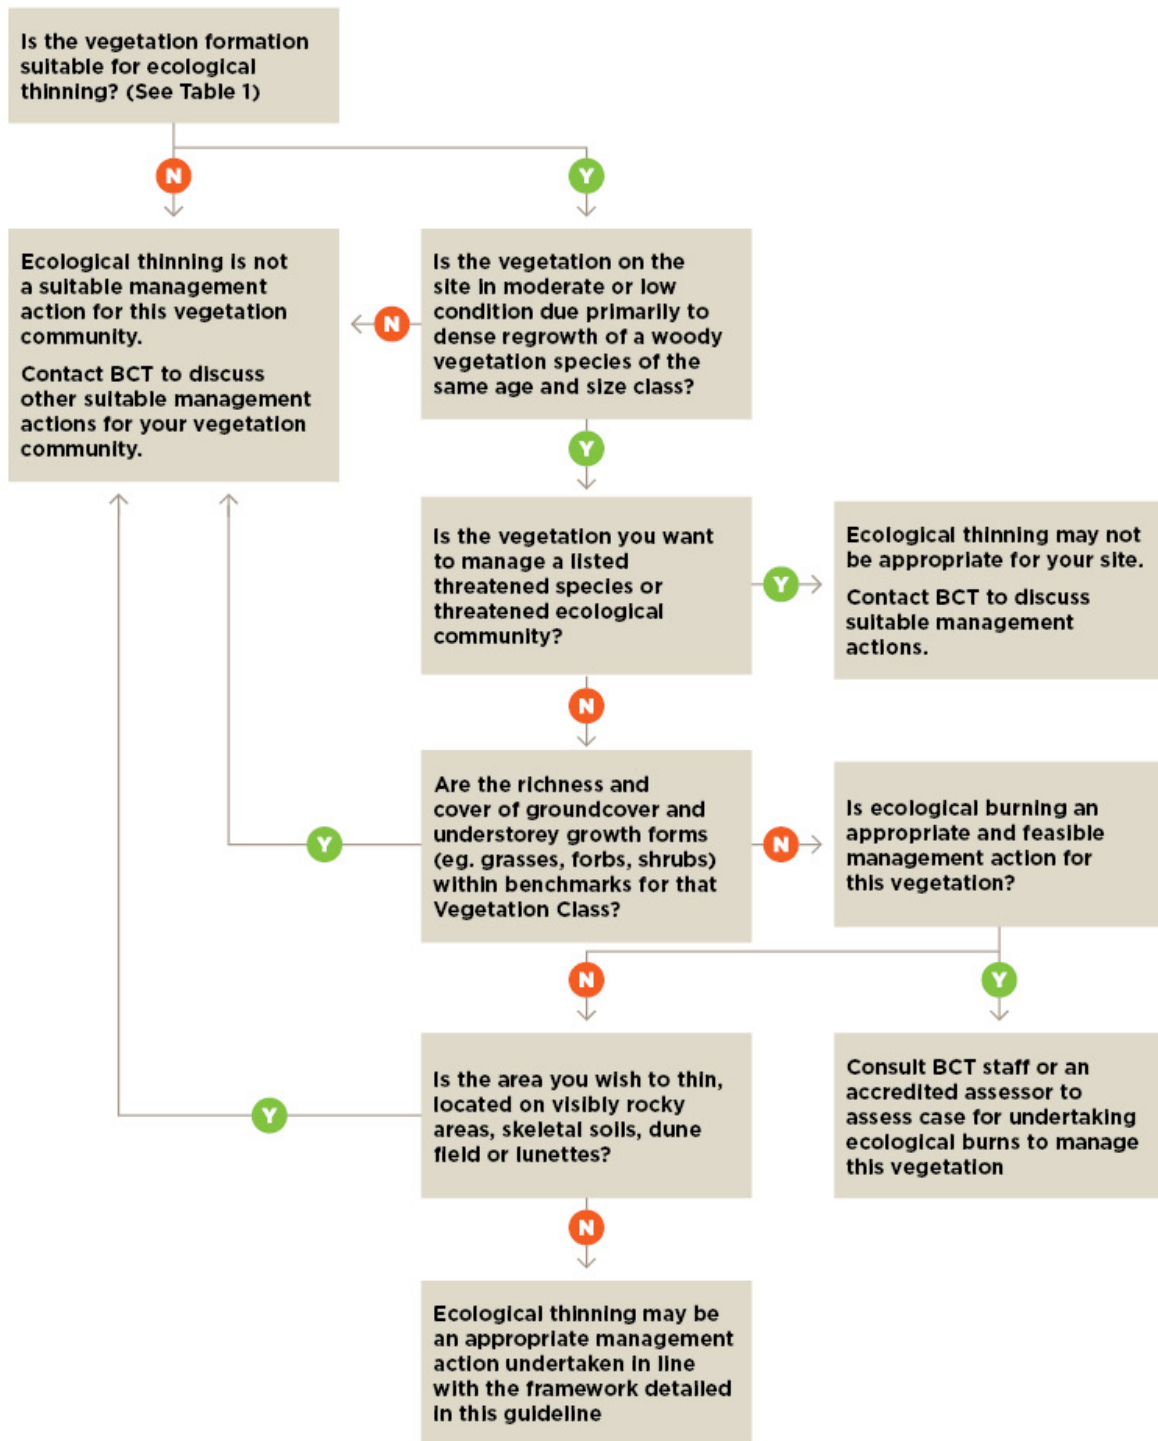 Is the vegetation formation
suitable for ecological
thinning? (See Table 1)
N
Y
Ecological thinning is not
a suitable management
action for this vegetation
community.
Contact BCT to discuss
other suitable management
actions for your vegetation
community.
N
Is the vegetation on the
site in moderate or low
condition due primarily to
dense regrowth of a woody
vegetation species of the
same age and size class?
Y
Is the vegetation you want
to manage a listed
threatened species or
threatened ecological
community?
Y
Ecological thinning may not
be appropriate for your site.
Contact BCT to discuss
suitable management
actions.
N
Y
Are the richness and
cover of groundcover and
understorey growth forms
(eg. grasses, forbs, shrubs)
within benchmarks for that
Vegetation Class?
N
Is ecological burning an
appropriate and feasible
management action for
this vegetation?
N
Y
Y
Is the area you wish to thin,
located on visibly rocky
areas, skeletal soils, dune
field or lunettes?
Consult BCT staff or an
accredited assessor to
assess case for undertaking
ecological burns to manage
this vegetation
N
Ecological thinning may be
an appropriate management
action undertaken in line
with the framework detailed
in this guideline